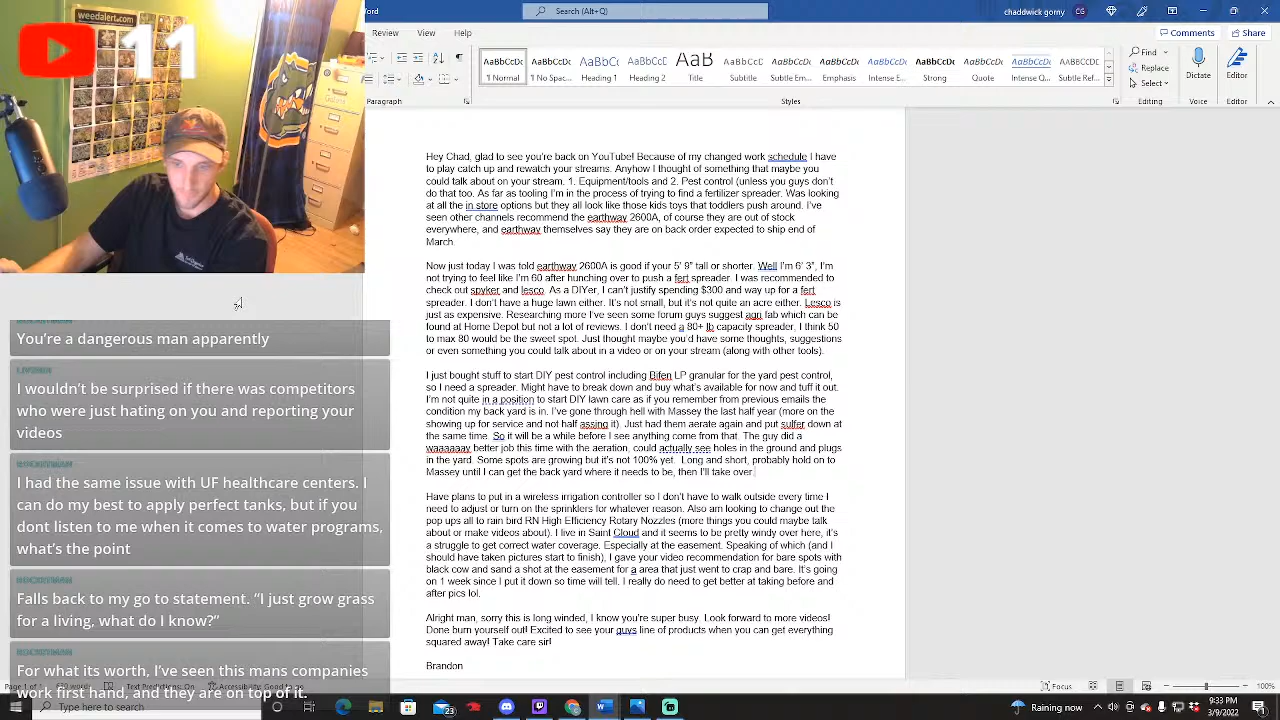 weedalert.com
11
Search (Alt+Q)
chadwick gomy
Review View Help
Comments Share
AaBbCcDc AaBbCcDc AaBbCcD AaBbCcD AaB AaBbCcD AaBbCcDc AaBbCcDc AaBbCcDc AaBbCcDc AaBbCcDc AaBbCcDc AaBbCcDc
¶ Normal ¶ No Spac... Heading 1 Heading 2 Title Subtitle Subtle Em... Emphasis Intense E... Strong Quote Intense Q... Subtle Ref...
Find
Replace
Select
Dictate
Editor
Paragraph Styles Editing Voice Editor
Hey Chad, glad to see you're back on YouTube! Because of my changed work schedule I have
to play catch up and rewatch your streams. Anyhow I thought of something that maybe you
could talk about on your stream, 1. Equipment/tools and 2. Pest control (unless you guys don't
do that too. As far as tooling I'm in the process of trying to find a fertilizer spreader. Was looking
at all the in store options but they all look like those kids toys that toddlers push around. I've
seen other channels recommend the earthway 2600A, of course they are out of stock
everywhere, and earthway themselves say they are on back order expected to ship end of
March.
Now just today I was told earthway 2600A is good if your 5' 9" tall or shorter. Well I'm 6' 3", I'm
not trying to feel like I'm 60 after hunching over to push a fert spreader. I was recommended to
check out spyker and lesco. As a DIYer, I can't justify spending $300 and way up for a fert
spreader. I don't have a huge lawn either. It's not small, but it's not quite an acre either. Lesco is
just as expensive. Researching more I've seen some forum guys suggest agri fab which can be
found at Home Depot but not a lot of reviews. I don't need a 80+ lb capacity spreader, I think 50
to max 80 would be the sweet spot. Just thought maybe you'd have some thoughts, suggestions
or even something you could talk about in a video or on your stream (along with other tools).
I just bought stuff to start DIY pest control including Bifen LP granular for the yard pest control,
so I need a spreader. Might have to break down and buy what's available for now and tuff it out.
I'm not quite in a position to start DIY lawn care as if you remember from previous emails the
condition my back yard is in. I've gone through hell with Massey the last half year (more on the
showing up for service and not half assing it). Just had them aerate again and put sulfer down at
the same time. So it will be a while before I see anything come from that. The guy did a
waaaaaay better job this time with the aeration, could actually see holes in the ground and plugs
in the yard. Some spots are growing but it's not 100% yet. Long and short, probably hold on to
Massey until I can get the back yard where it needs to be, then I'll take over.
Have plans to put in a wireless irrigation controller so I don't have to walk outside every time I
need to adjust or turn on the sprinklers for whatever reason. Also am looking to change out the
pop ups all to rain bird RN High Efficiency Rotary Nozzles (more things you could maybe talk
about or make videos about). I live in Saint Cloud and it seems to be pretty windy over here, it's
a struggle to get correct water coverage. Especially at the easement. Speaking of which (and I
should have taken pictures start to finish), I gave your video recommendation for bare spots with
black cow and sand a shot at the easement for a area that just went to crap and bare. It's going
on 1 week since I put it down so time will tell. I really do need to get better at taking before and
after pics lol.
Alright man, sorry this is long winded, I know you're super busy. Look forward to more videos!
Done burn yourself out! Excited to see your guys line of products when you can get everything
squared away! Take care sir!
Brandon
You're a dangerous man apparently
I wouldn't be surprised if there was competitors
who were just hating on you and reporting your
videos
I had the same issue with UF healthcare centers. I
can do my best to apply perfect tanks, but if you
dont listen to me when it comes to water programs,
what's the point
Falls back to my go to statement. "I just grow grass
for a living, what do I know?"
For what its worth, I've seen this mans companies
work first hand, and they are on top of it.
Page 1 of 1 Text Predictions: On Accessibility: Good to go
Focus 100%
Type here to search
Raining now 9:33 PM
3/9/2022